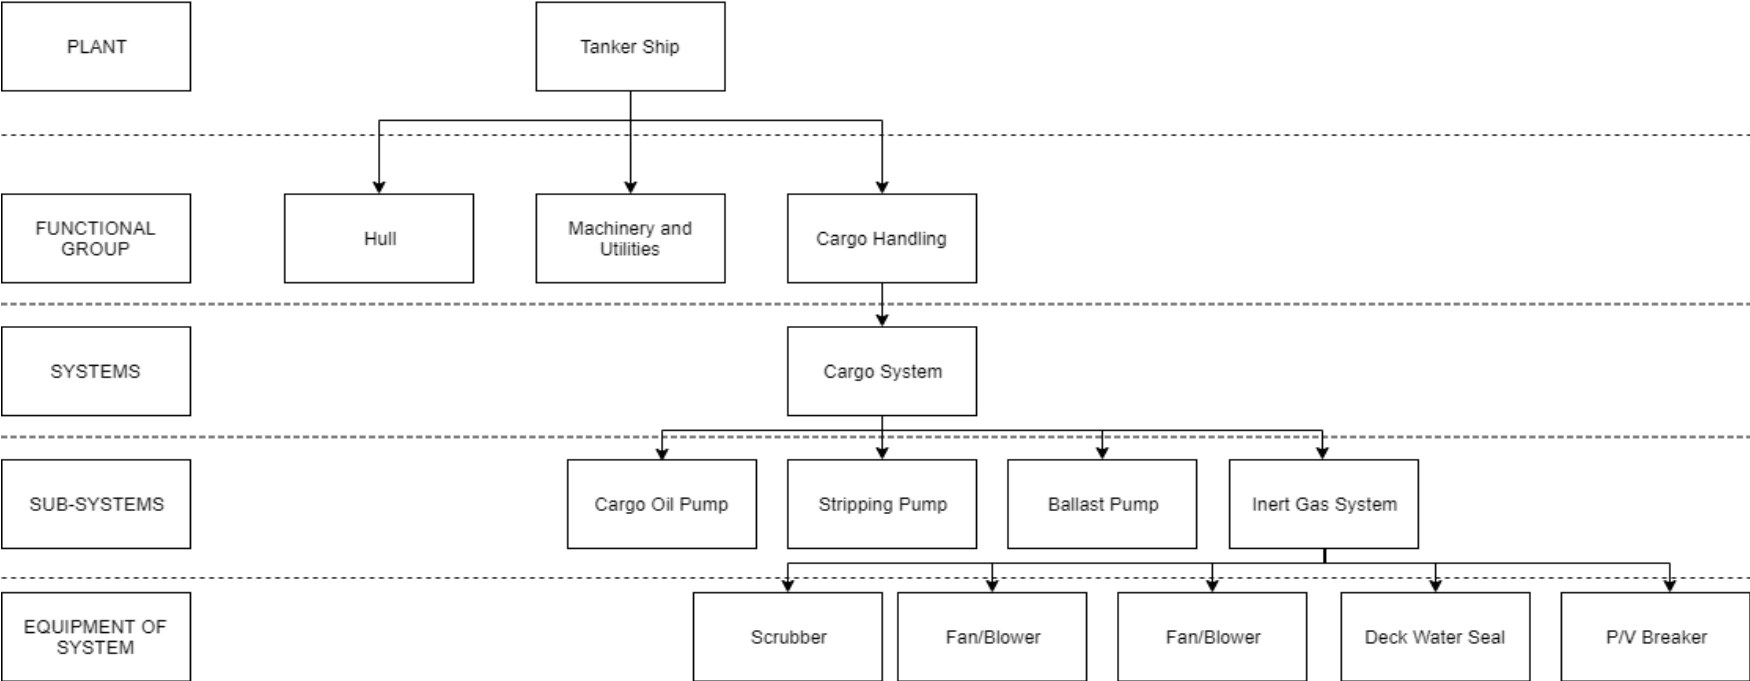 PLANT
Tanker Ship
FUNCTIONAL
GROUP
Hull
Machinery and
Utilities
Cargo Handling
SYSTEMS
Cargo System
SUB-SYSTEMS
Cargo Oil Pump
Stripping Pump
Ballast Pump
Inert Gas System
EQUIPMENT OF
SYSTEM
Scrubber
Fan/Blower
Fan/Blower
Deck Water Seal
P/V Breaker